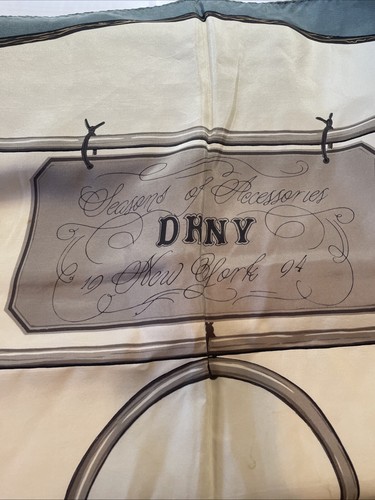 Seasons of Accessories
DKNY
19 New York 94